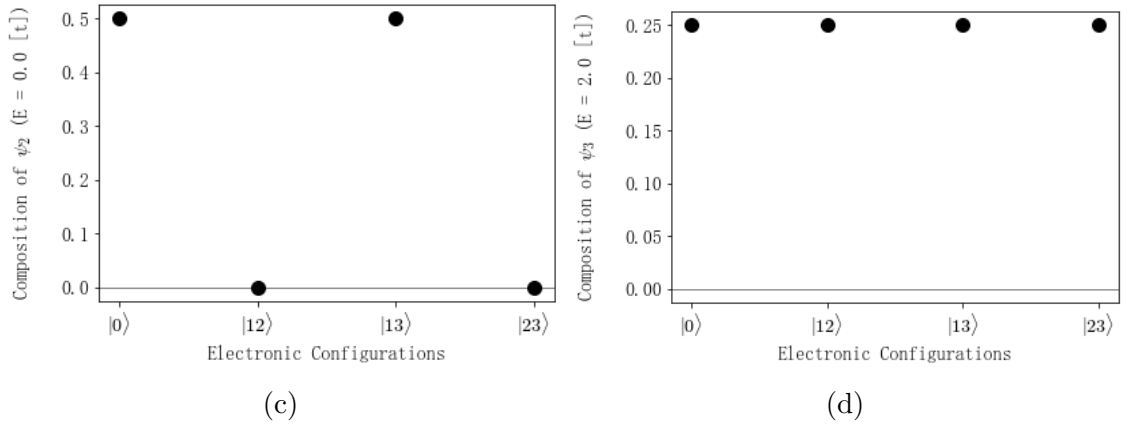 Composition of ψ₂ (E = 0.0 [t])
0.5
0.4
0.3
0.2
0.1
0.0
|0⟩ |12⟩ |13⟩ |23⟩
Electronic Configurations
(c)
Composition of ψ₃ (E = 2.0 [t])
0.25
0.20
0.15
0.10
0.05
0.00
|0⟩ |12⟩ |13⟩ |23⟩
Electronic Configurations
(d)